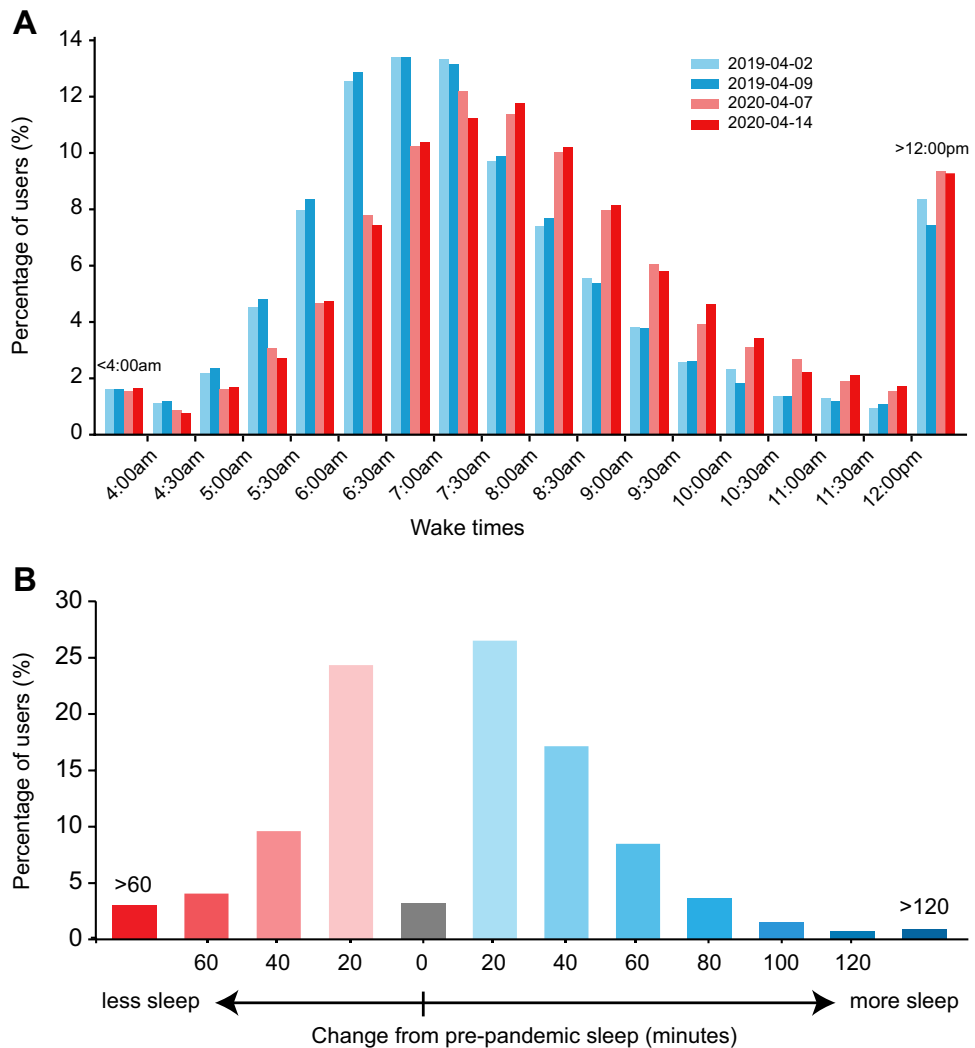 A
14
12
10
8
6
4
2
0
Percentage of users (%)
2019-04-02
2019-04-09
2020-04-07
2020-04-14
<4:00am
>12:00pm
4:00am
4:30am
5:00am
5:30am
6:00am
6:30am
7:00am
7:30am
8:00am
8:30am
9:00am
9:30am
10:00am
10:30am
11:00am
11:30am
12:00pm
Wake times
B
30
25
20
15
10
5
0
Percentage of users (%)
>60
>120
60 40 20 0 20 40 60 80 100 120
less sleep more sleep
Change from pre-pandemic sleep (minutes)